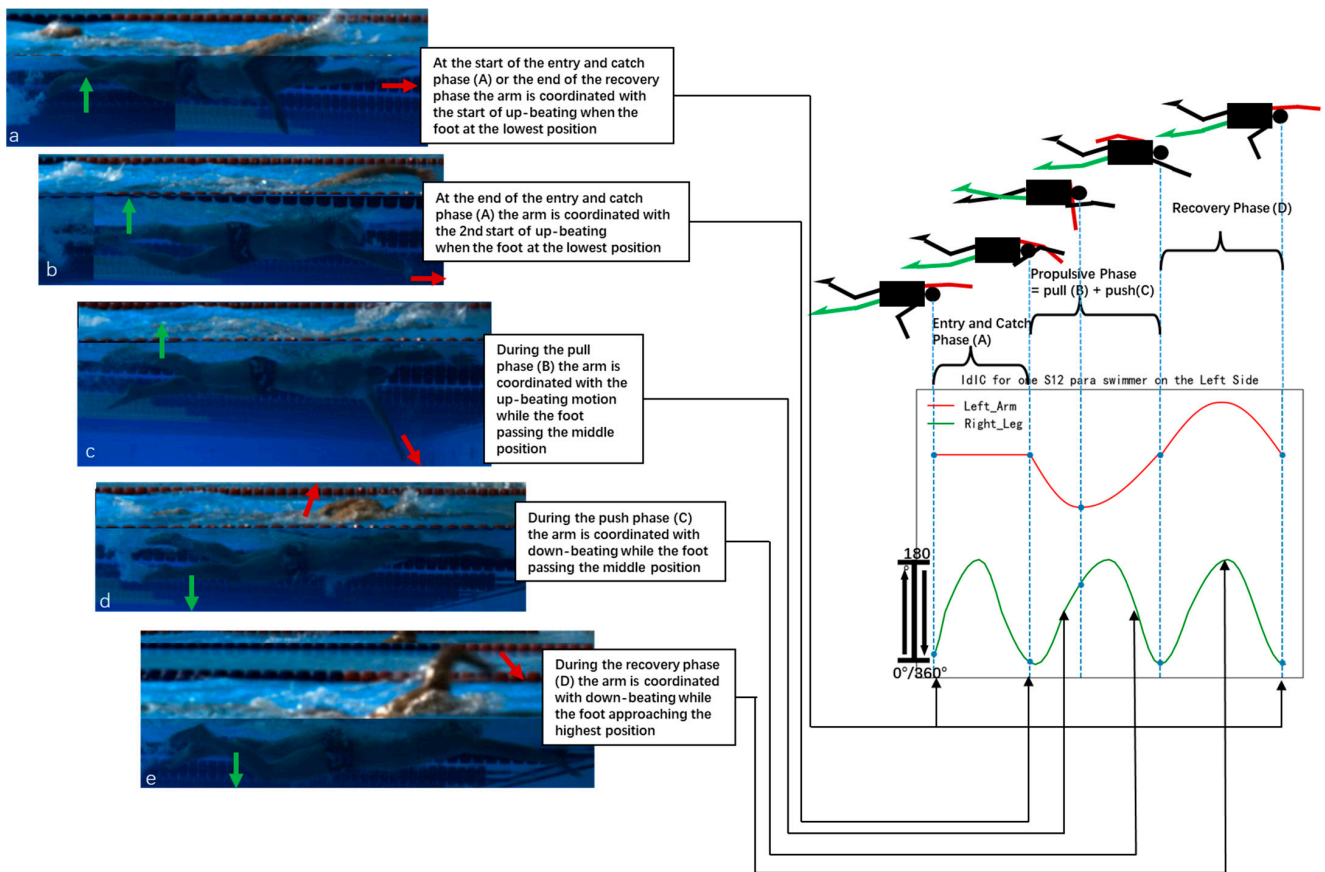 At the start of the entry and catch
phase (A) or the end of the recovery
phase the arm is coordinated with
the start of up-beating when the
foot at the lowest position
a
At the end of the entry and catch
phase (A) the arm is coordinated with
the 2nd start of up-beating
when the foot at the lowest position
b
During the pull
phase (B) the arm is
coordinated with the
up-beating motion
while the foot
passing the middle
position
c
During the push phase (C)
the arm is coordinated with
down-beating while the foot
passing the middle position
d
During the recovery phase
(D) the arm is coordinated
with down-beating while
the foot approaching the
highest position
e
Recovery Phase (D)
Propulsive Phase
= pull (B) + push(C)
Entry and Catch
Phase (A)
IdIC for one S12 para swimmer on the Left Side
Left_Arm
Right_Leg
180
°
0°/360°